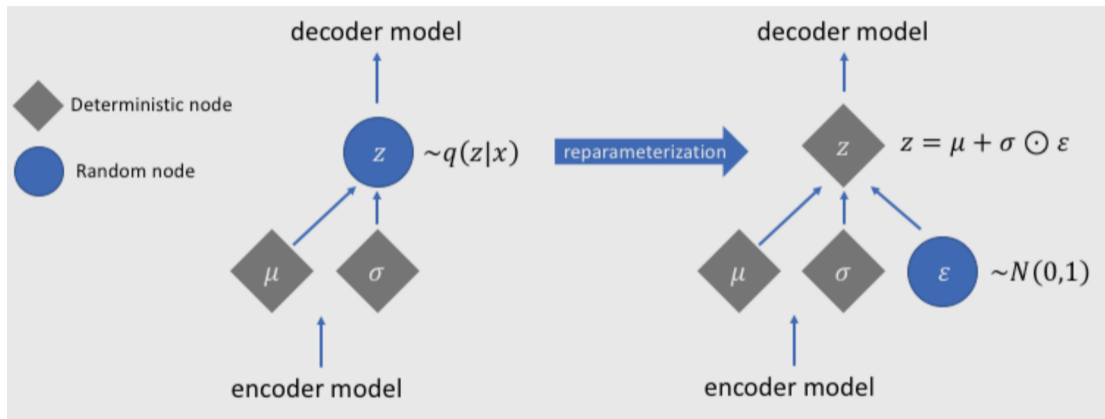 decoder model
decoder model
Deterministic node
Random node
z
~q(z|x)
reparameterization
z
z = μ + σ ⊙ ε
μ
σ
μ
σ
ε
~N(0,1)
encoder model
encoder model